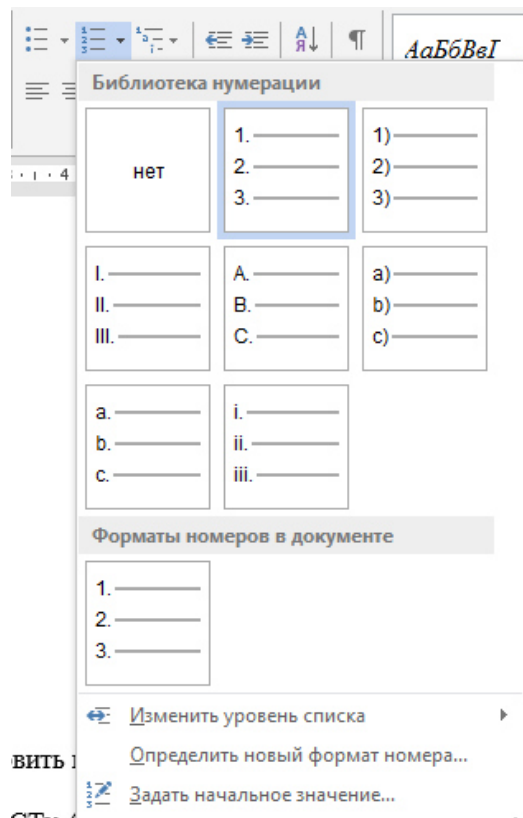 АаБбВвГ
Библиотека нумерации
нет
1.
2.
3.
1)
2)
3)
I.
II.
III.
A.
B.
C.
a)
b)
c)
a.
b.
c.
i.
ii.
iii.
Форматы номеров в документе
1.
2.
3.
Изменить уровень списка
Определить новый формат номера...
Задать начальное значение...